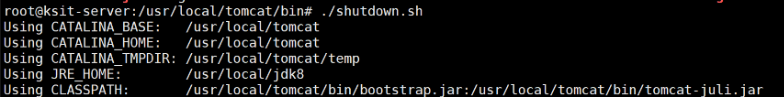 root@ksit-server:/usr/local/tomcat/bin# ./shutdown.sh
Using CATALINA_BASE:   /usr/local/tomcat
Using CATALINA_HOME:   /usr/local/tomcat
Using CATALINA_TMPDIR: /usr/local/tomcat/temp
Using JRE_HOME:        /usr/local/jdk8
Using CLASSPATH:       /usr/local/tomcat/bin/bootstrap.jar:/usr/local/tomcat/bin/tomcat-juli.jar